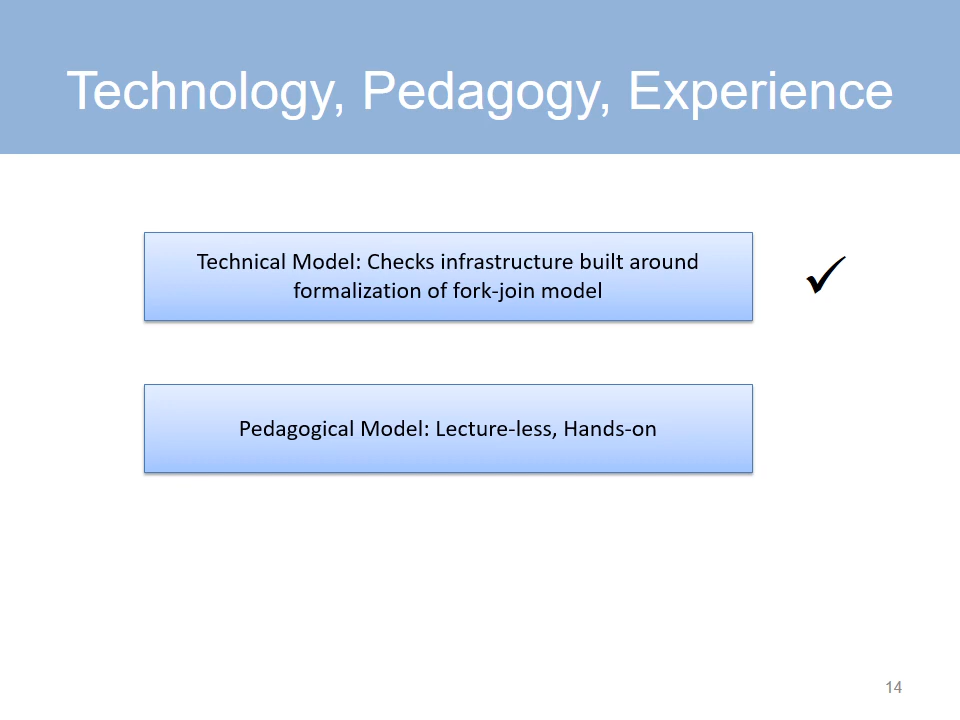 Technology, Pedagogy, Experience
Technical Model: Checks infrastructure built around
formalization of fork-join model
✓
Pedagogical Model: Lecture-less, Hands-on
14